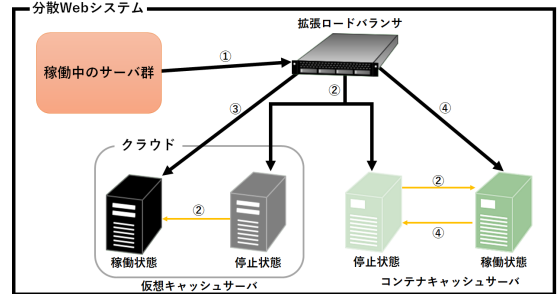 分散Webシステム
拡張ロードバランサ
稼働中のサーバ群
①
②
③
④
クラウド
②
②
④
稼働状態
停止状態
停止状態
稼働状態
仮想キャッシュサーバ
コンテナキャッシュサーバ